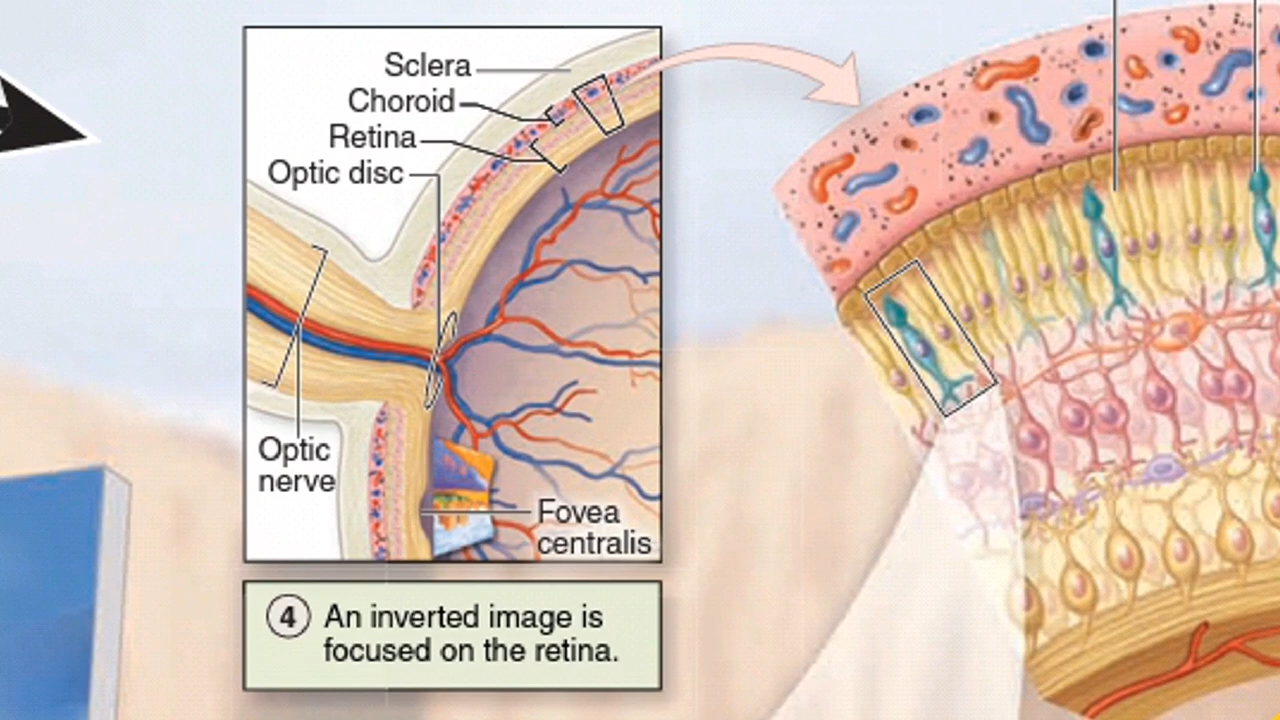 Sclera
Choroid
Retina
Optic disc
Optic
nerve
Fovea
centralis
4 An inverted image is
focused on the retina.